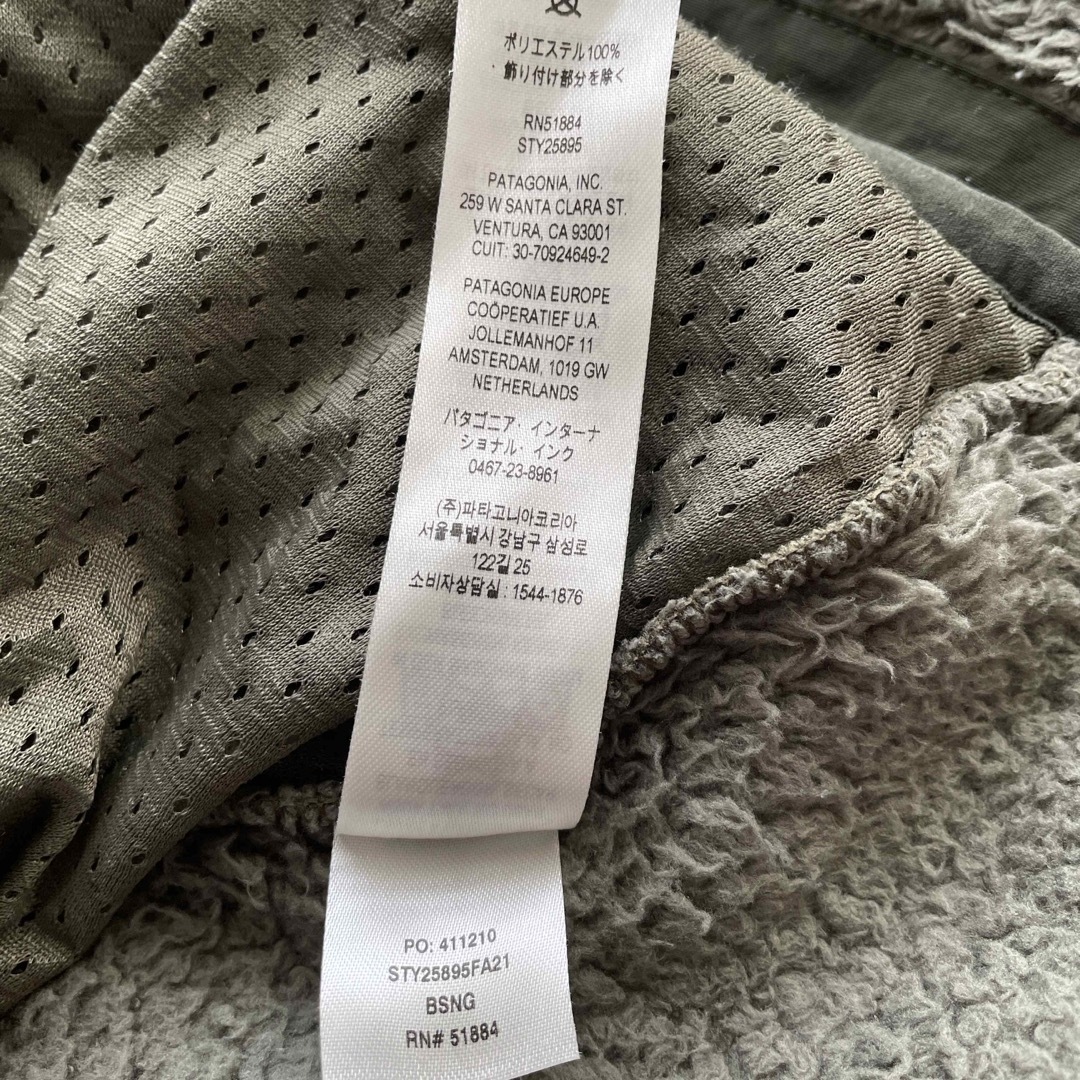 ポリエステル100%
飾り付け部分を除く
RN51884
STY25895
PATAGONIA, INC.
259 W SANTA CLARA ST.
VENTURA, CA 93001
CUIT: 30-70924649-2
PATAGONIA EUROPE
COÖPERATIEF U.A.
JOLLEMANHOF 11
AMSTERDAM, 1019 GW
NETHERLANDS
パタゴニア・インターナ
ショナル・インク
0467-23-8961
(주)파타고니아코리아
서울특별시 강남구 삼성로
122길 25
소비자상담실 : 1544-1876
PO: 411210
STY25895FA21
BSNG
RN# 51884